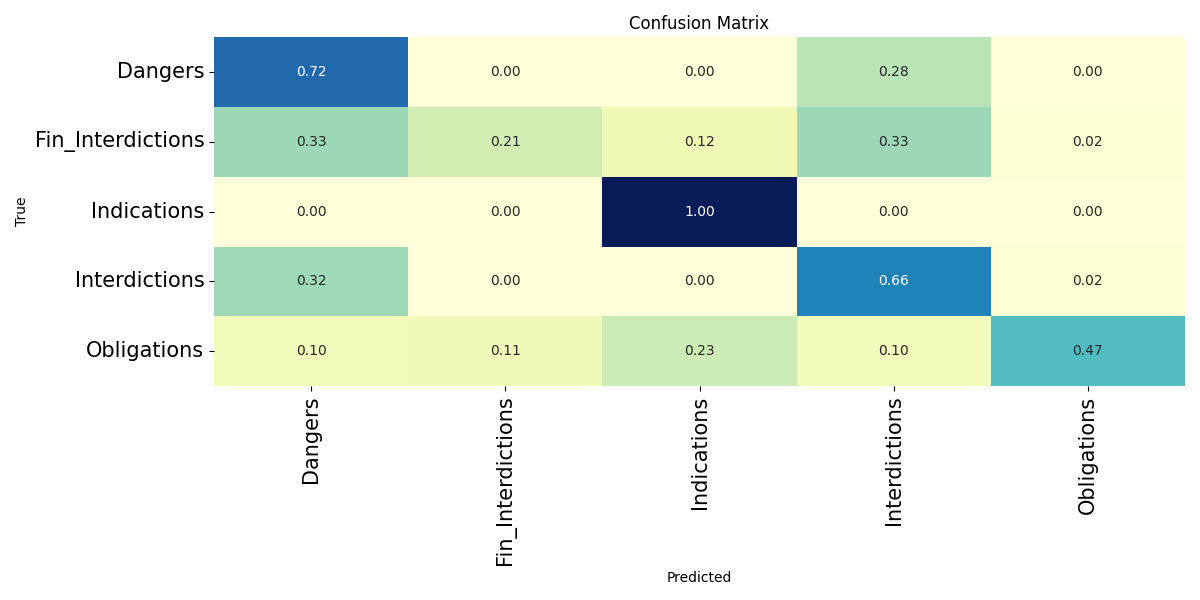 Confusion Matrix
Dangers 0.72 0.00 0.00 0.28 0.00
Fin_Interdictions 0.33 0.21 0.12 0.33 0.02
True
Indications 0.00 0.00 1.00 0.00 0.00
Interdictions 0.32 0.00 0.00 0.66 0.02
Obligations 0.10 0.11 0.23 0.10 0.47
Dangers
Fin_Interdictions
Indications
Interdictions
Obligations
Predicted